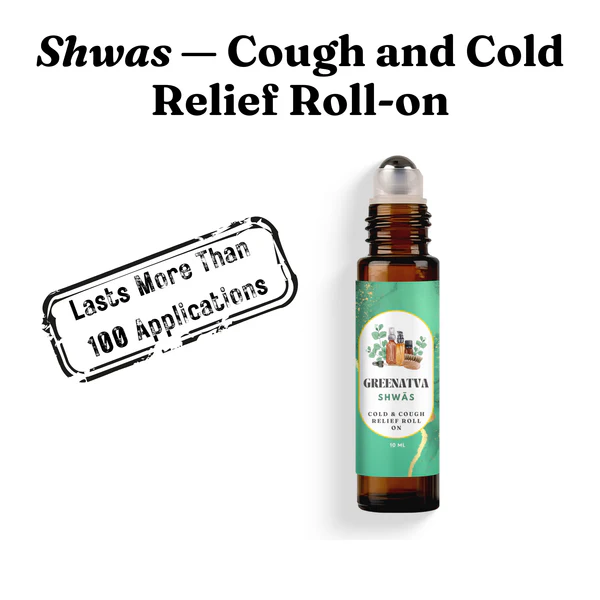 Shwas — Cough and Cold
Relief Roll-on
Lasts More Than
100 Applications
GREENATVA
SHWĀS
COLD & COUGH
RELIEF ROLL
ON
10 ML